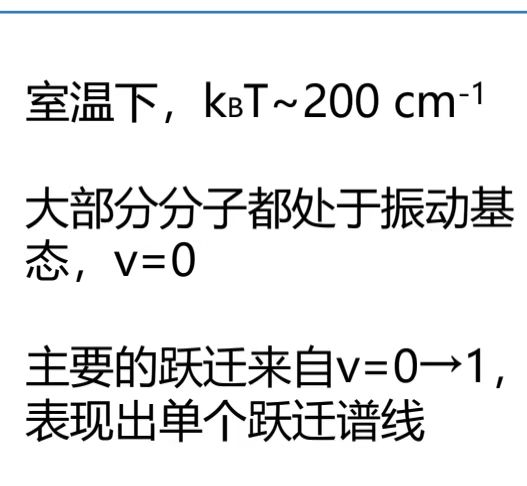 室温下，kBT~200 cm-1
大部分分子都处于振动基
态，v=0
主要的跃迁来自v=0→1，
表现出单个跃迁谱线